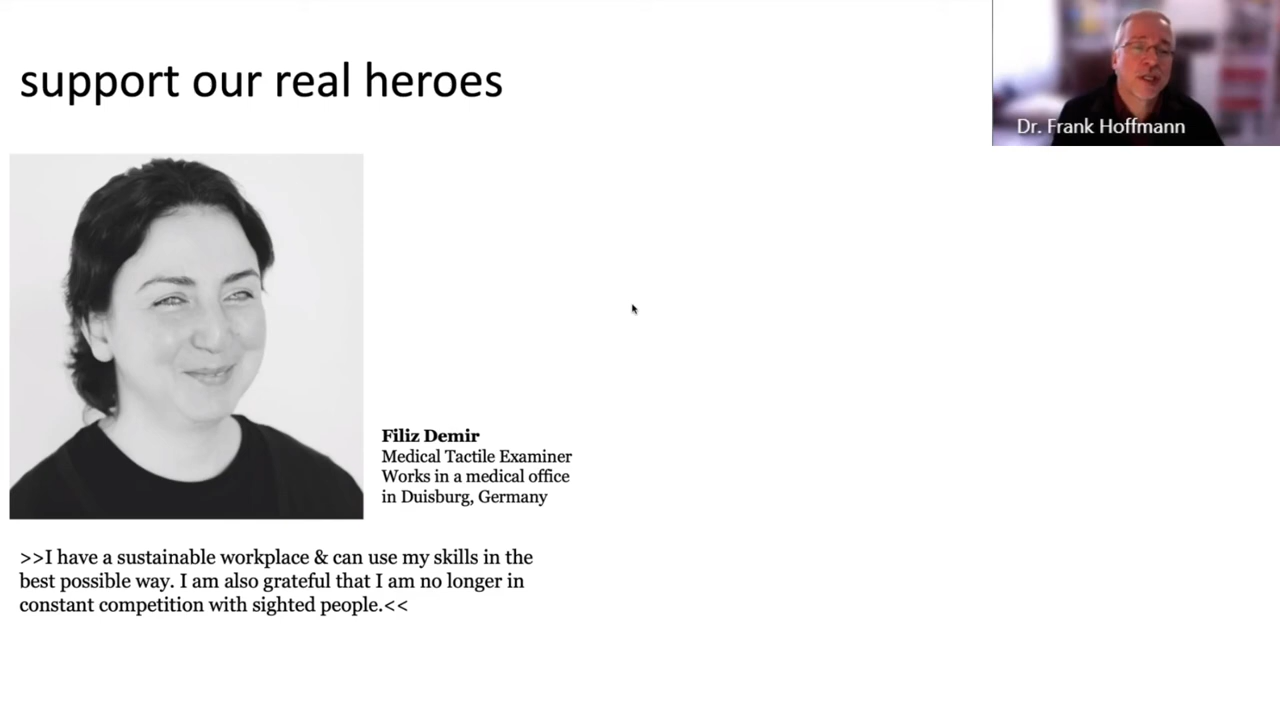 support our real heroes
Dr. Frank Hoffmann
Filiz Demir
Medical Tactile Examiner
Works in a medical office
in Duisburg, Germany
>>I have a sustainable workplace & can use my skills in the
best possible way. I am also grateful that I am no longer in
constant competition with sighted people.<<